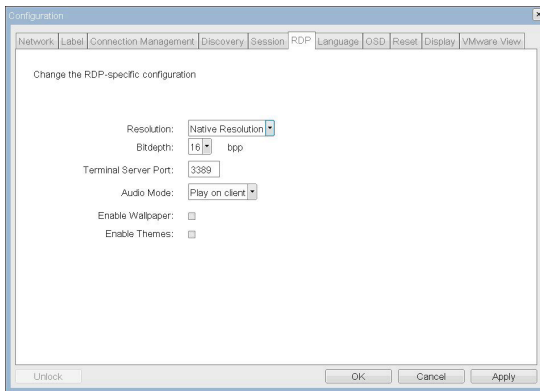 Configuration
Network Label Connection Management Discovery Session RDP Language OSD Reset Display VMware View
Change the RDP-specific configuration
Resolution: Native Resolution
Bitdepth: 16 bpp
Terminal Server Port: 3389
Audio Mode: Play on client
Enable Wallpaper:
Enable Themes:
Unlock OK Cancel Apply